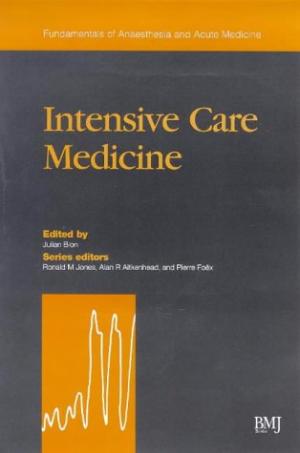 Fundamentals of Anaesthesia and Acute Medicine
Intensive Care
Medicine
Edited by
Julian Bion
Series editors
Ronald M Jones, Alan R Aitkenhead, and Pierre Foëx
BMJ
Books